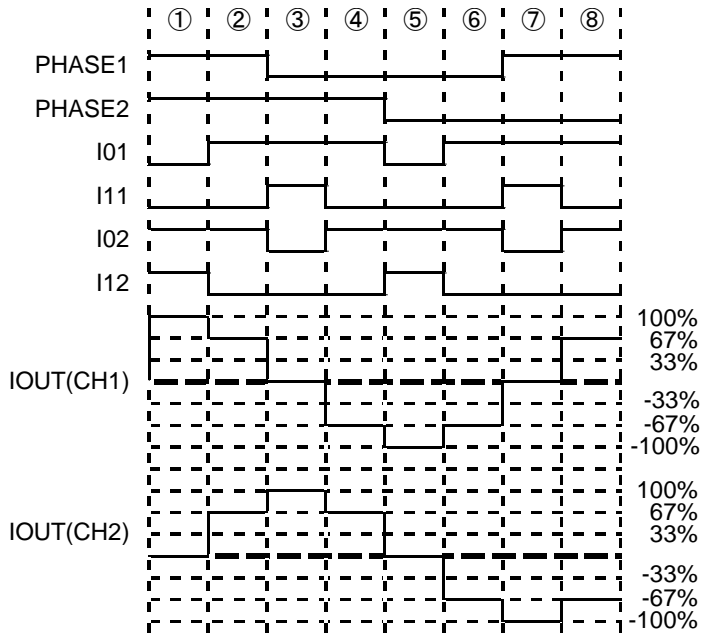 ① ② ③ ④ ⑤ ⑥ ⑦ ⑧
PHASE1
PHASE2
I01
I11
I02
I12
IOUT(CH1)
100%
67%
33%
-33%
-67%
-100%
IOUT(CH2)
100%
67%
33%
-33%
-67%
-100%